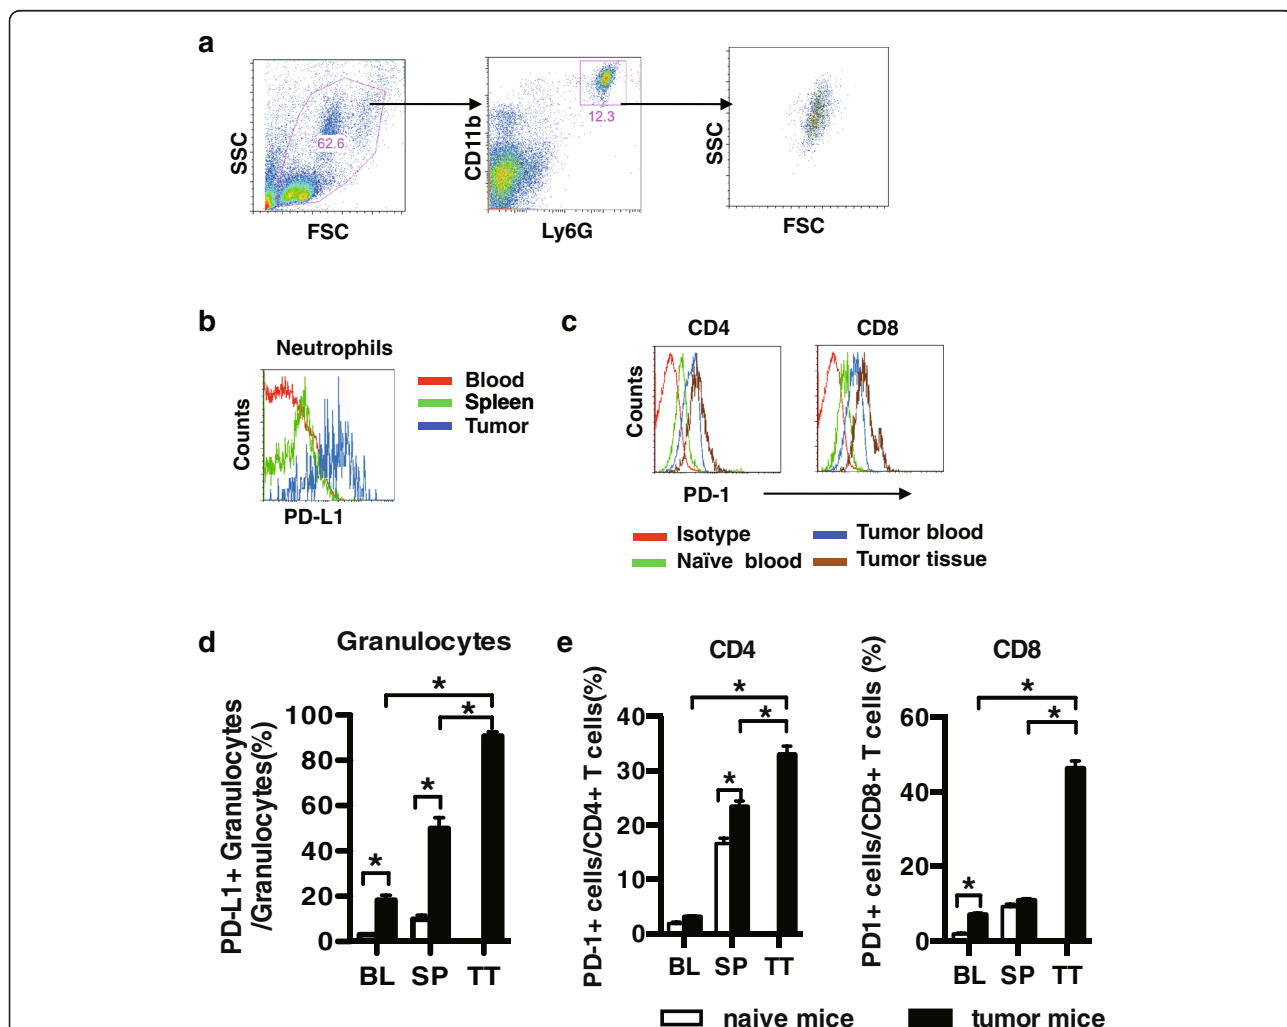 a
SSC
62.6
FSC
CD11b
12.3
Ly6G
SSC
FSC
b
Neutrophils
Counts
PD-L1
Blood
Spleen
Tumor
c
CD4
CD8
Counts
PD-1
Isotype
Naïve blood
Tumor blood
Tumor tissue
d
Granulocytes
PD-L1+ Granulocytes
/Granulocytes(%)
100
80
60
40
20
0
*
*
*
*
BL SP TT
e
CD4
PD-1+ cells/CD4+ T cells(%)
40
30
20
10
0
*
*
*
BL SP TT
CD8
PD1+ cells/CD8+ T cells (%)
60
40
20
0
*
*
*
BL SP TT
naive mice
tumor mice